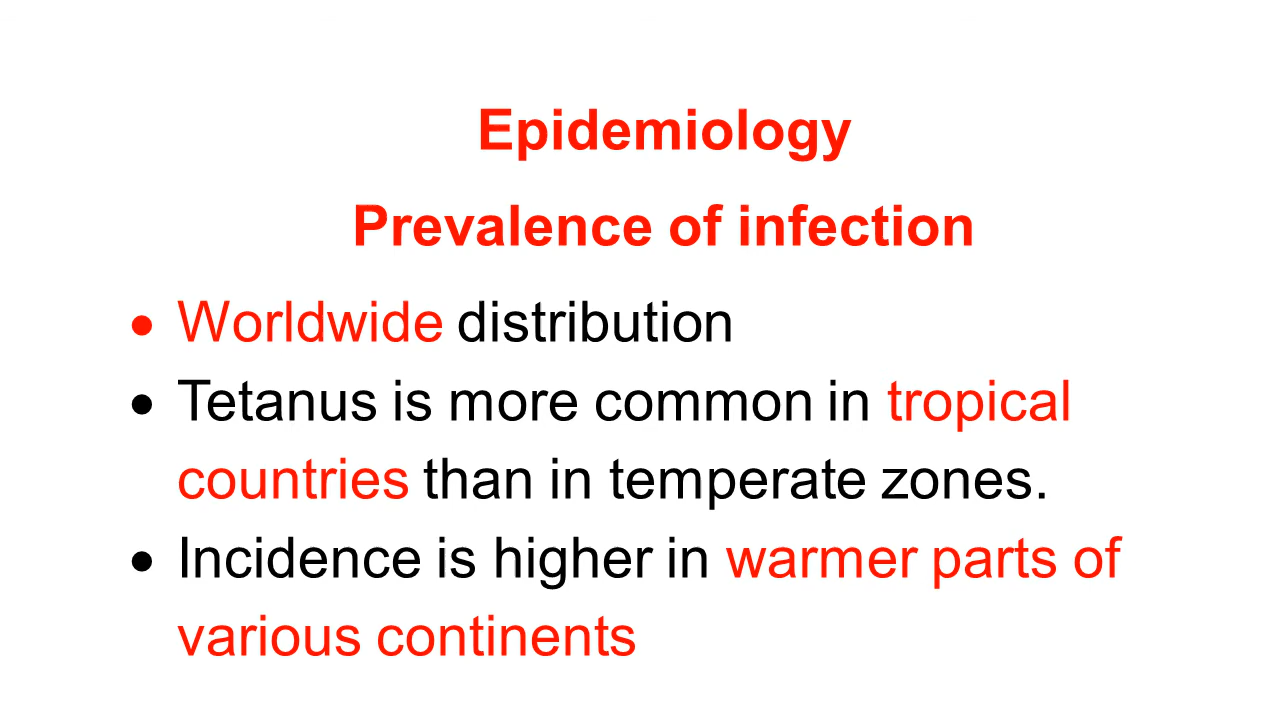 Epidemiology
Prevalence of infection
• Worldwide distribution
• Tetanus is more common in tropical
countries than in temperate zones.
• Incidence is higher in warmer parts of
various continents